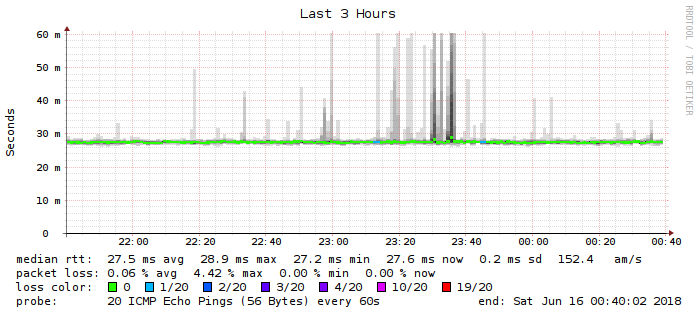 Last 3 Hours
RRDTOOL / TOBI OETIKER
Seconds
60 m
50 m
40 m
30 m
20 m
10 m
0
22:00 22:20 22:40 23:00 23:20 23:40 00:00 00:20 00:40
median rtt: 27.5 ms avg 28.9 ms max 27.2 ms min 27.6 ms now 0.2 ms sd 152.4 am/s
packet loss: 0.06 % avg 4.42 % max 0.00 % min 0.00 % now
loss color: 0 1/20 2/20 3/20 4/20 10/20 19/20
probe: 20 ICMP Echo Pings (56 Bytes) every 60s end: Sat Jun 16 00:40:02 2018